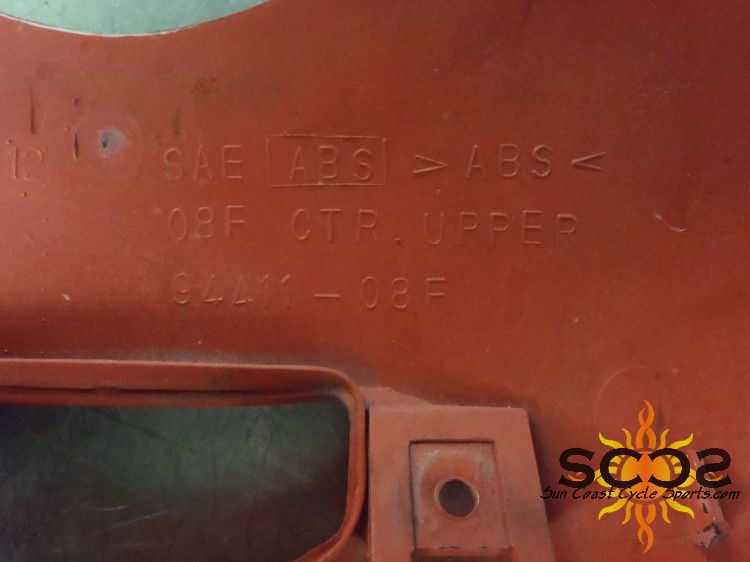 12 SAE ABS > ABS <
08F CTR. UPPER
94411-08F
SCCS
Sun Coast Cycle Sports.com